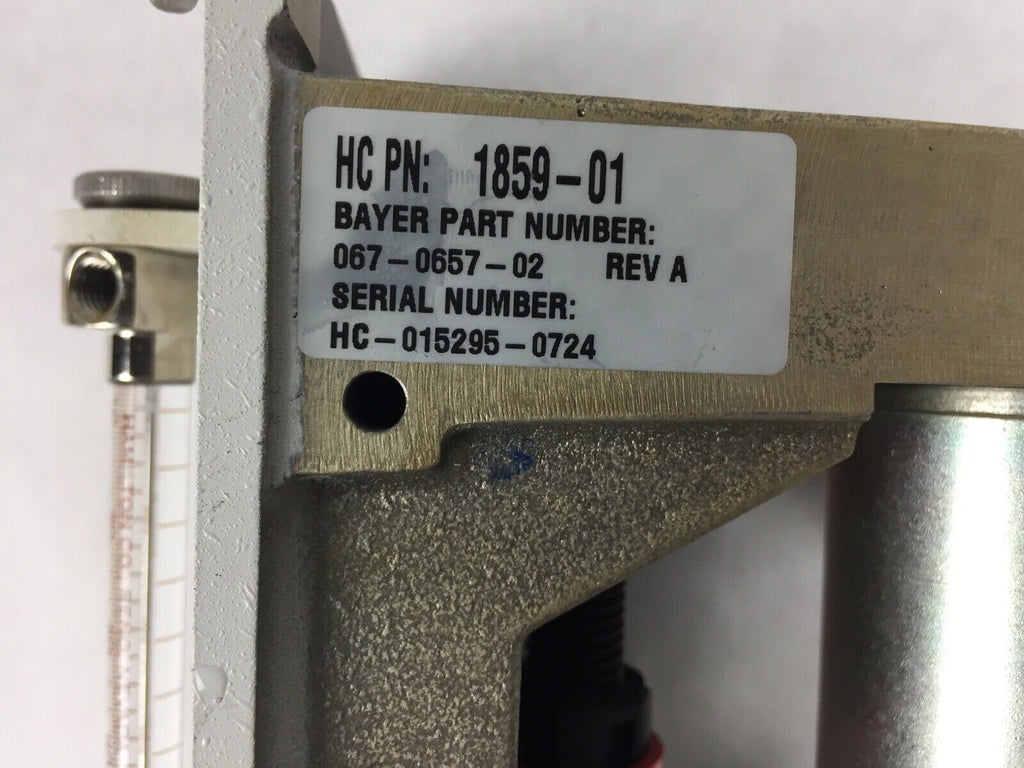 HC PN: 1859-01
BAYER PART NUMBER:
067-0657-02 REV A
SERIAL NUMBER:
HC-015295-0724